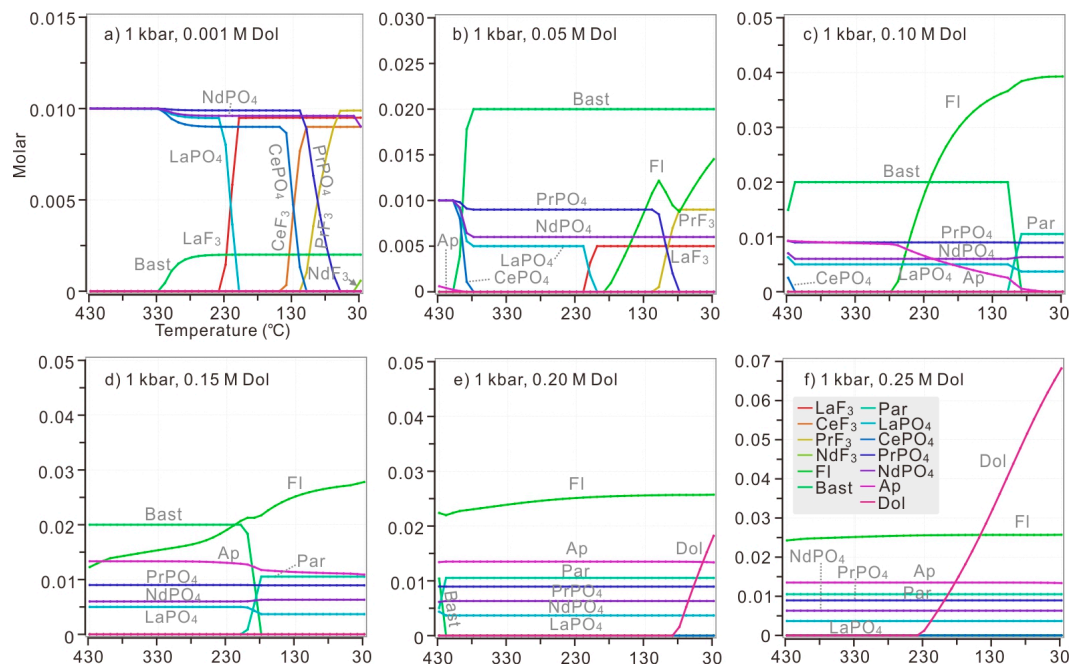 a) 1 kbar, 0.001 M Dol
0.015
0.010
0.005
0
Molar
NdPO4
LaPO4
CePO4
PrPO4
LaF3
CeF3
PrF3
Bast
NdF3
430 330 230 130 30
Temperature (℃)
b) 1 kbar, 0.05 M Dol
0.030
0.025
0.020
0.015
0.010
0.005
0
Bast
Fl
PrPO4
PrF3
NdPO4
Ap
LaPO4
LaF3
CePO4
430 330 230 130 30
c) 1 kbar, 0.10 M Dol
0.05
0.04
0.03
0.02
0.01
0
Fl
Bast
Par
PrPO4
NdPO4
CePO4
LaPO4
Ap
430 330 230 130 30
d) 1 kbar, 0.15 M Dol
0.05
0.04
0.03
0.02
0.01
0
Fl
Bast
Ap
Par
PrPO4
NdPO4
LaPO4
430 330 230 130 30
e) 1 kbar, 0.20 M Dol
0.05
0.04
0.03
0.02
0.01
0
Fl
Ap
Dol
Par
PrPO4
Bast
NdPO4
LaPO4
430 330 230 130 30
f) 1 kbar, 0.25 M Dol
0.07
0.06
0.05
0.04
0.03
0.02
0.01
0
LaF3 Par
CeF3 LaPO4
PrF3 CePO4
NdF3 PrPO4
Fl NdPO4
Bast Ap
Dol
Dol
Fl
NdPO4
PrPO4
Ap
Par
LaPO4
430 330 230 130 30